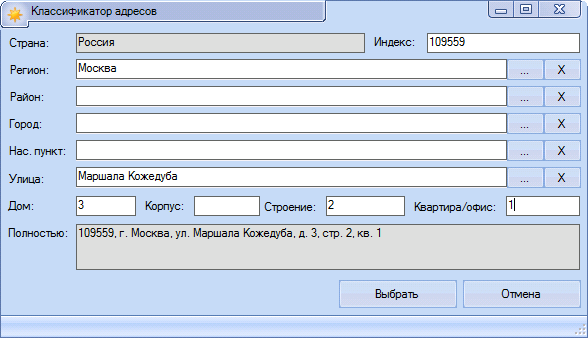 Классификатор адресов
Страна: Россия Индекс: 109559
Регион: Москва ... X
Район: ... X
Город: ... X
Нас. пункт: ... X
Улица: Маршала Кожедуба ... X
Дом: 3 Корпус: Строение: 2 Квартира/офис: 1
Полностью: 109559, г. Москва, ул. Маршала Кожедуба, д. 3, стр. 2, кв. 1
Выбрать Отмена